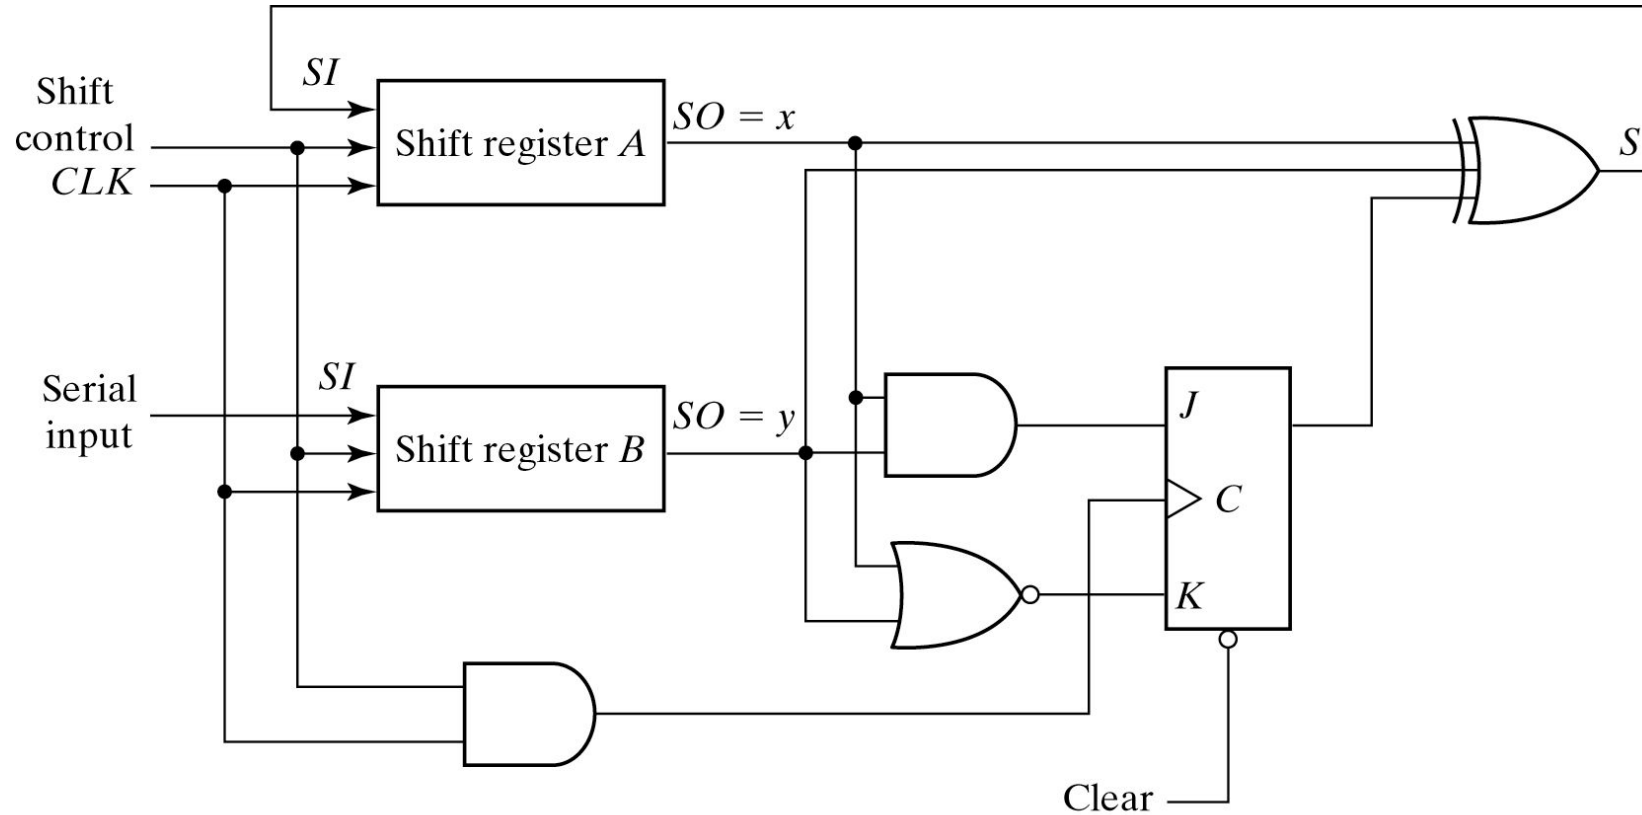 SI
Shift
control
CLK
Shift register A
SO = x
S
Serial
input
SI
Shift register B
SO = y
J
C
K
Clear